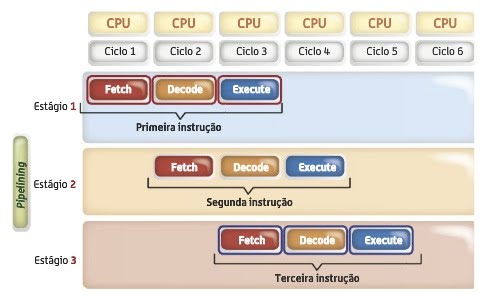 CPU CPU CPU CPU CPU CPU
Ciclo 1 Ciclo 2 Ciclo 3 Ciclo 4 Ciclo 5 Ciclo 6
Estágio 1
Fetch Decode Execute
Primeira instrução
Pipelining
Estágio 2
Fetch Decode Execute
Segunda instrução
Estágio 3
Fetch Decode Execute
Terceira instrução